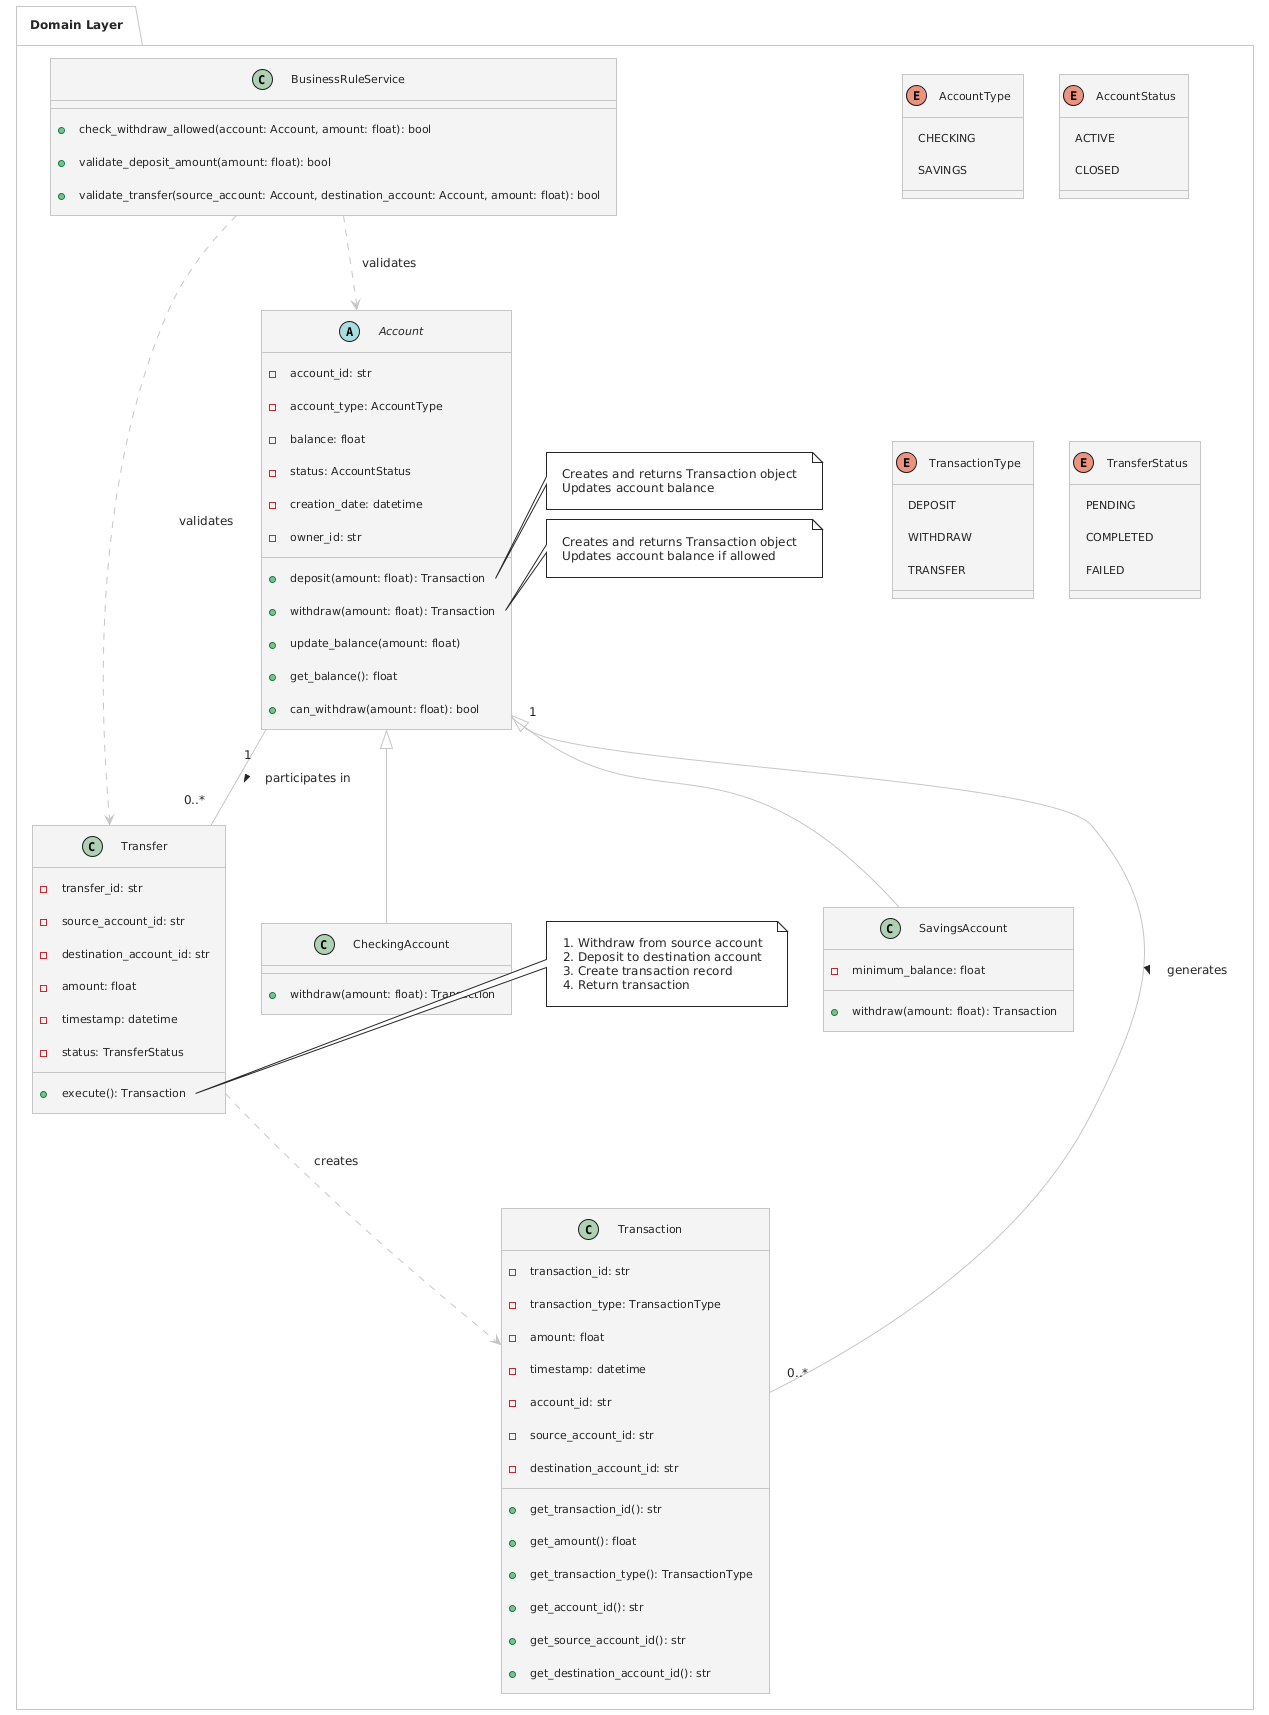 Domain Layer
C BusinessRuleService
check_withdraw_allowed(account: Account, amount: float): bool
validate_deposit_amount(amount: float): bool
validate_transfer(source_account: Account, destination_account: Account, amount: float): bool
E AccountType
CHECKING
SAVINGS
E AccountStatus
ACTIVE
CLOSED
validates
validates
A Account
account_id: str
account_type: AccountType
balance: float
status: AccountStatus
creation_date: datetime
owner_id: str
deposit(amount: float): Transaction
withdraw(amount: float): Transaction
update_balance(amount: float)
get_balance(): float
can_withdraw(amount: float): bool
Creates and returns Transaction object
Updates account balance
Creates and returns Transaction object
Updates account balance if allowed
E TransactionType
DEPOSIT
WITHDRAW
TRANSFER
E TransferStatus
PENDING
COMPLETED
FAILED
1
1
participates in
0..*
C Transfer
transfer_id: str
source_account_id: str
destination_account_id: str
amount: float
timestamp: datetime
status: TransferStatus
execute(): Transaction
C CheckingAccount
withdraw(amount: float): Transaction
1. Withdraw from source account
2. Deposit to destination account
3. Create transaction record
4. Return transaction
C SavingsAccount
minimum_balance: float
withdraw(amount: float): Transaction
generates
creates
C Transaction
transaction_id: str
transaction_type: TransactionType
amount: float
timestamp: datetime
account_id: str
source_account_id: str
destination_account_id: str
get_transaction_id(): str
get_amount(): float
get_transaction_type(): TransactionType
get_account_id(): str
get_source_account_id(): str
get_destination_account_id(): str
0..*